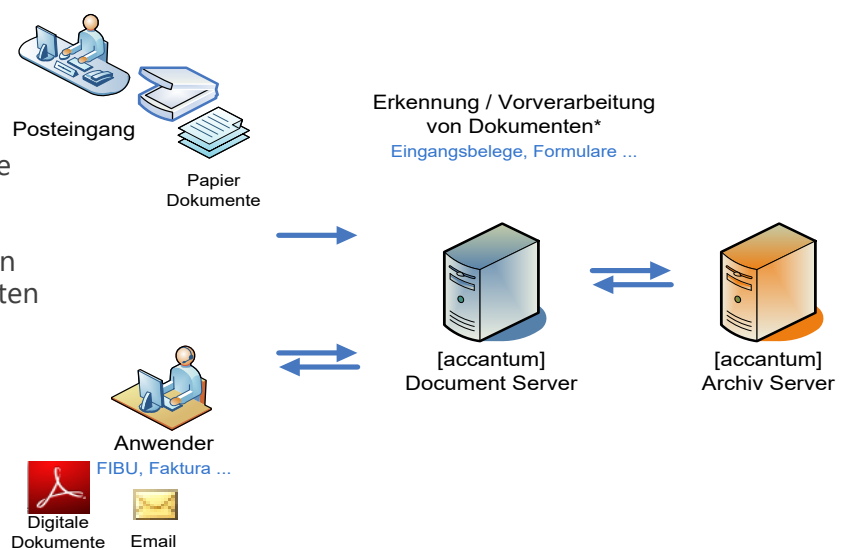 Posteingang
e
Papier
Dokumente
n
ten
Erkennung / Vorverarbeitung
von Dokumenten*
Eingangsbelege, Formulare ...
[accantum]
Document Server
[accantum]
Archiv Server
Anwender
FIBU, Faktura ...
Digitale
Dokumente
Email